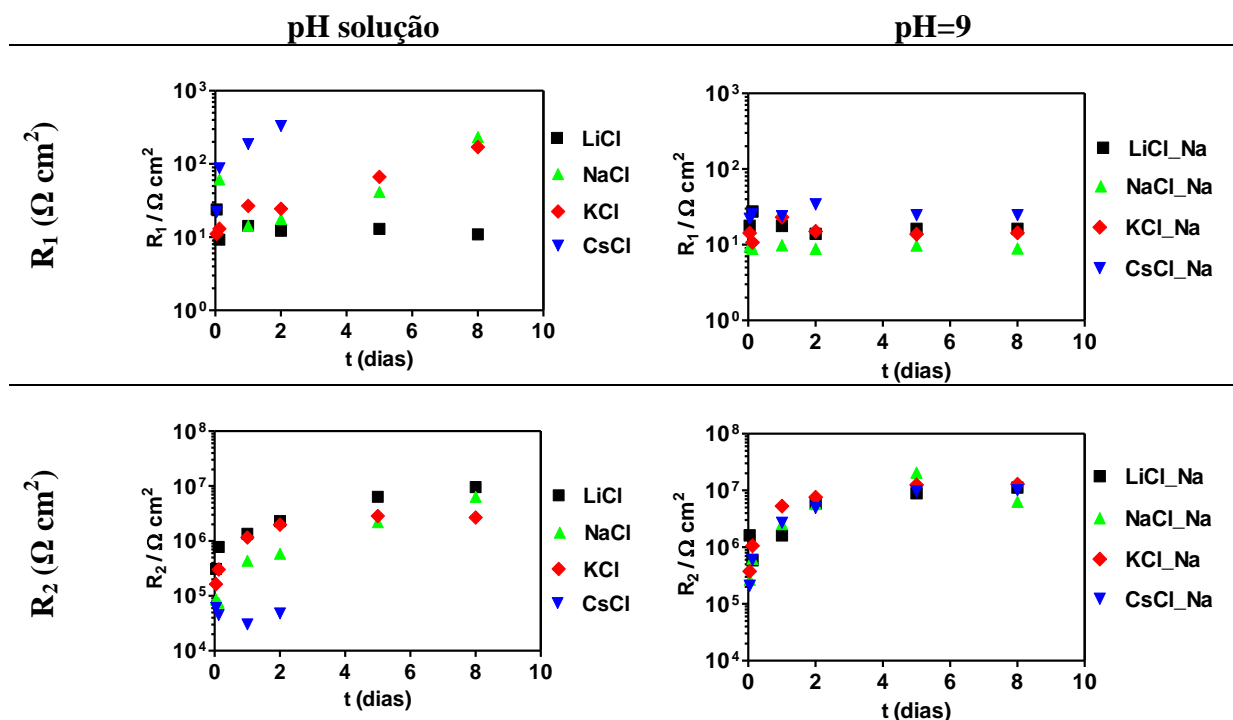 pH solução
pH=9
R₁ (Ω cm²)
R₁ / Ω cm²
10³
10²
10¹
10⁰
0 2 4 6 8 10
t (dias)
LiCl
NaCl
KCl
CsCl
R₁ / Ω cm²
10³
10²
10¹
10⁰
0 2 4 6 8 10
t (dias)
LiCl_Na
NaCl_Na
KCl_Na
CsCl_Na
R₂ (Ω cm²)
R₂ / Ω cm²
10⁸
10⁷
10⁶
10⁵
10⁴
0 2 4 6 8 10
t (dias)
LiCl
NaCl
KCl
CsCl
R₂ / Ω cm²
10⁸
10⁷
10⁶
10⁵
10⁴
0 2 4 6 8 10
t (dias)
LiCl_Na
NaCl_Na
KCl_Na
CsCl_Na